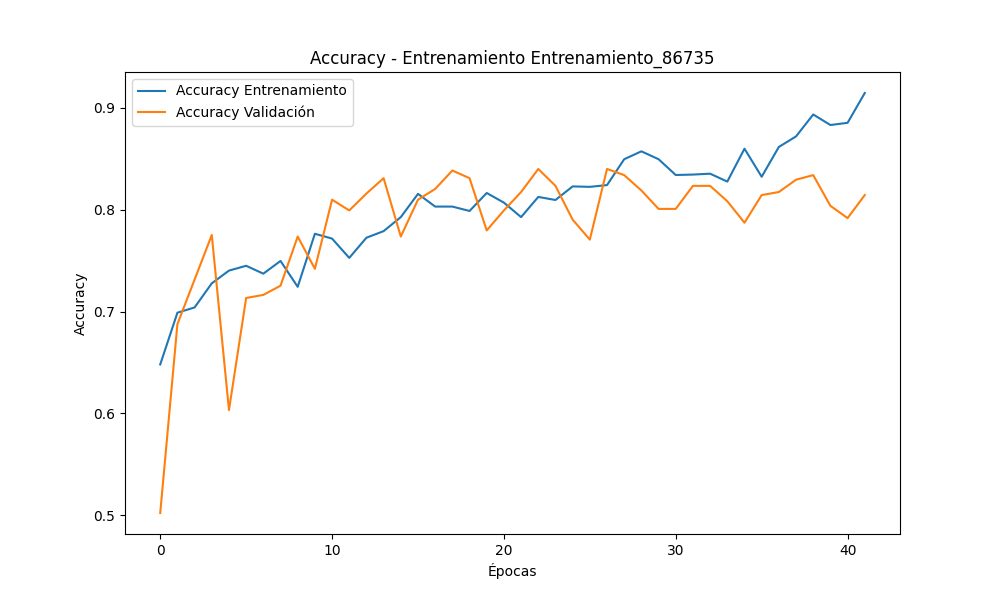 Accuracy - Entrenamiento Entrenamiento_86735
Accuracy Entrenamiento
Accuracy Validación
0.9
0.8
0.7
0.6
0.5
Accuracy
0 10 20 30 40
Épocas